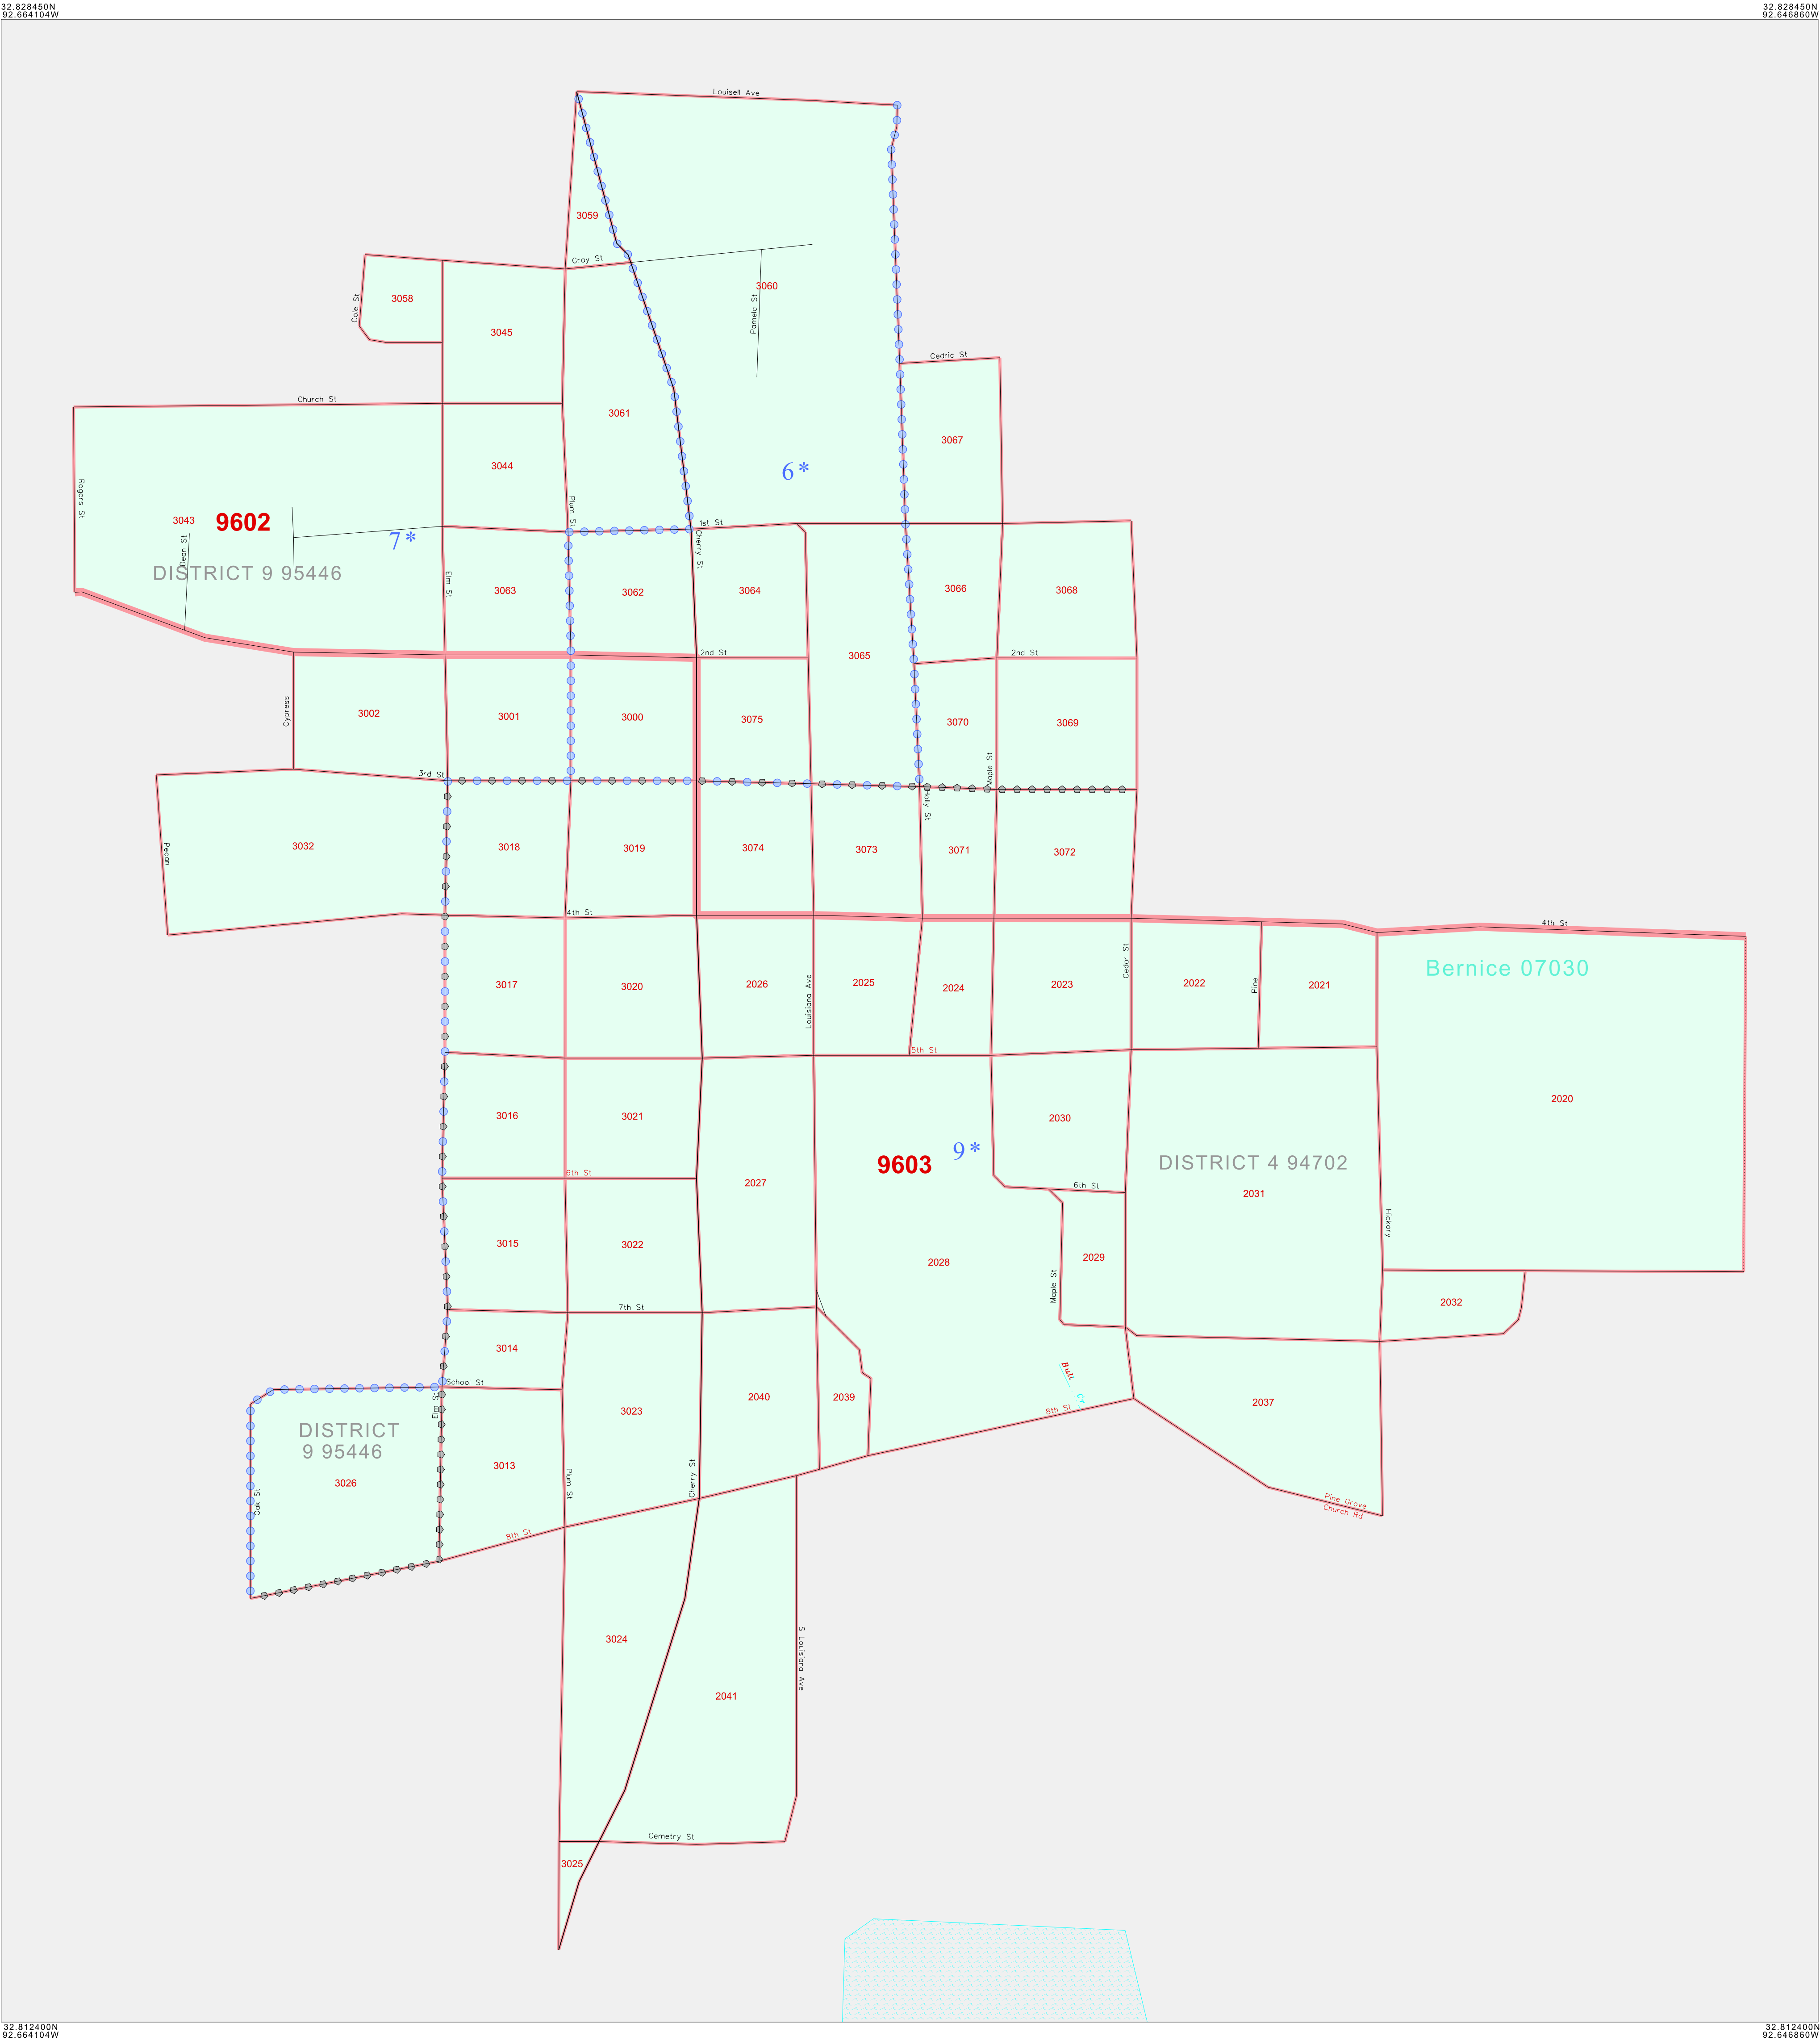 32.828450N
92.664104W
32.828450N
92.646860W
Louisell Ave
3059
Gray St
3060
Pamela St
3058
Cole St
3045
Cedric St
Church St
3061
3067
3044
6*
Rogers St
Plum St
3043
9602
1st St
7*
Dean St
Cherry St
DISTRICT 9 95446
Elm St
3063
3062
3064
3066
3068
2nd St
3065
2nd St
Cypress
3002
3001
3000
3075
3070
3069
3rd St
Maple St
Holly St
Pecan
3032
3018
3019
3074
3073
3071
3072
4th St
4th St
Bernice 07030
3017
3020
2026
Louisiana Ave
2025
2024
2023
Cedar St
2022
Pine
2021
5th St
2020
3016
3021
2030
9603
9*
DISTRICT 4 94702
6th St
2027
6th St
2031
Hickory
3015
3022
2028
2029
Maple St
7th St
2032
3014
Bull
Cr
School St
Elm St
3023
2040
2039
8th St
2037
DISTRICT
9 95446
3026
Oak St
3013
Plum St
Cherry St
Pine Grove
Church Rd
8th St
3024
S Louisiana Ave
2041
Cemetry St
3025
32.812400N
92.664104W
32.812400N
92.646860W